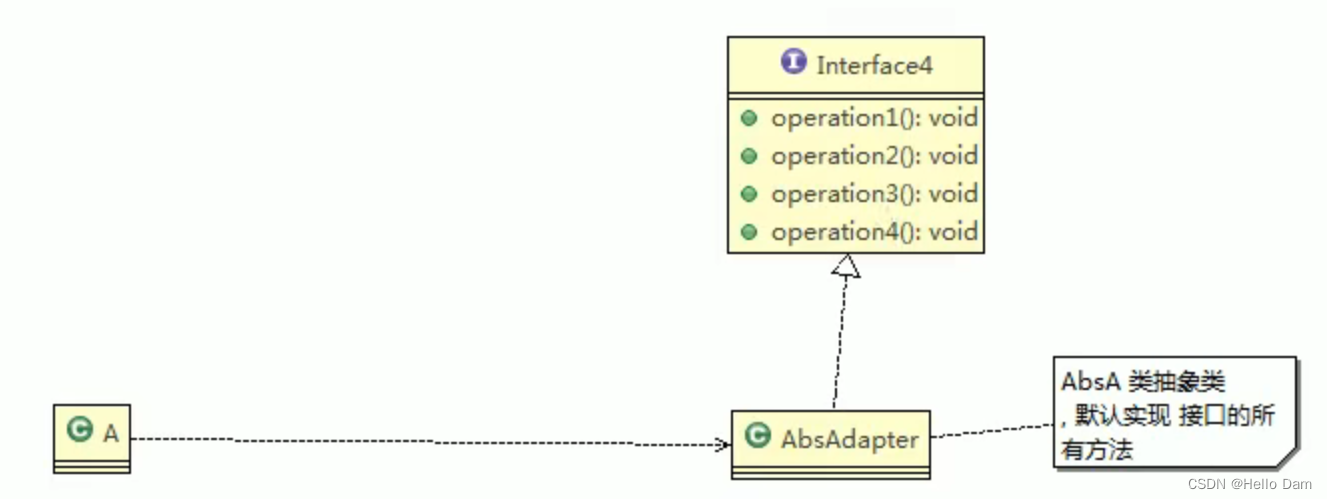 Interface4
operation1(): void
operation2(): void
operation3(): void
operation4(): void
A
AbsAdapter
AbsA 类抽象类
, 默认实现 接口的所
有方法
CSDN @Hello Dam